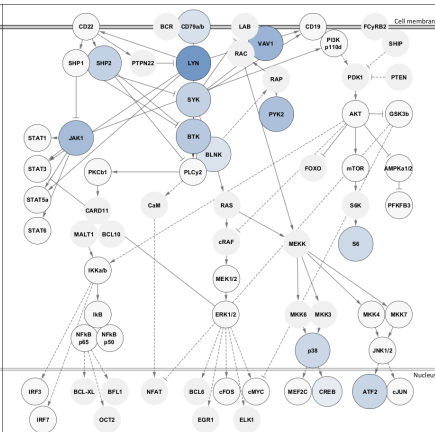 Cell membran
CD22
BCR
CD79a/b
LAB
CD19
FCyRB2
VAV1
PI3K
p110d
SHIP
RAC
SHP1
SHP2
PTPN22
LYN
RAP
PDK1
PTEN
SYK
PYK2
AKT
GSK3b
STAT1
JAK1
BTK
BLNK
STAT3
PKCb1
PLCy2
FOXO
mTOR
AMPKa1/2
STAT5a
CARD11
CaM
RAS
S6K
PFKFB3
STAT6
MALT1
BCL10
cRAF
MEKK
S6
IKKa/b
MEK1/2
IkB
ERK1/2
MKK6
MKK3
MKK4
MKK7
NFkB
p65
NFkB
p50
p38
JNK1/2
Nucleus
IRF3
BCL-XL
BFL1
NFAT
BCL6
cFOS
cMYC
MEF2C
CREB
ATF2
cJUN
IRF7
OCT2
EGR1
ELK1